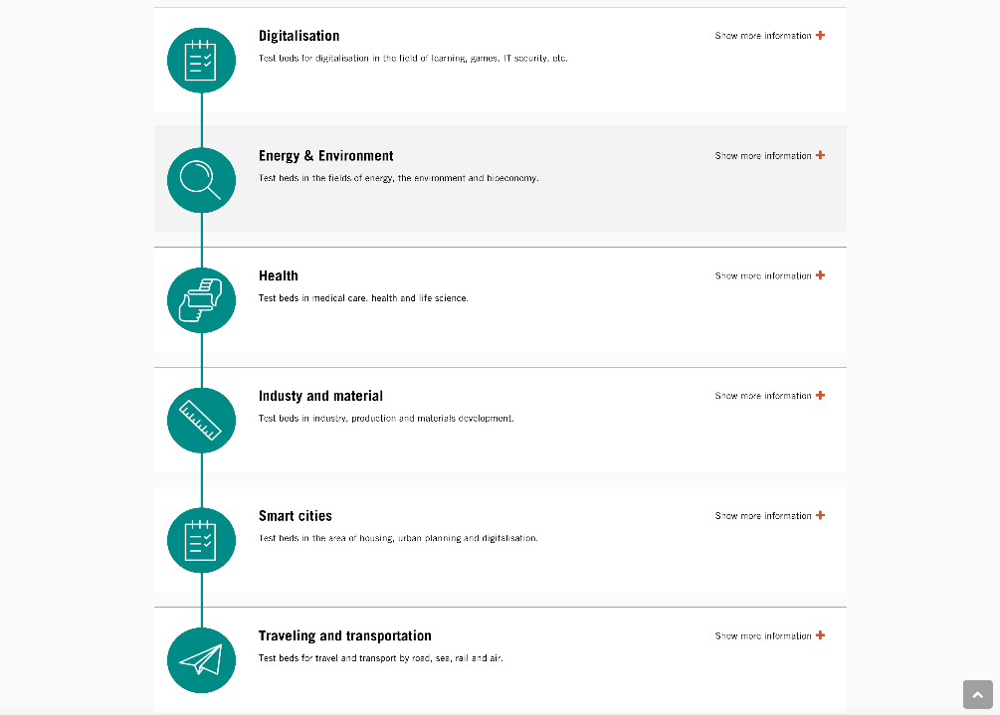 Digitalisation
Show more information
Test beds for digitalisation in the field of learning, games, IT security, etc.
Energy & Environment
Show more information
Test beds in the fields of energy, the environment and bioeconomy.
Health
Show more information
Test beds in medical care, health and life science.
Industy and material
Show more information
Test beds in industry, production and materials development.
Smart cities
Show more information
Test beds in the area of housing, urban planning and digitalisation.
Traveling and transportation
Show more information
Test beds for travel and transport by road, sea, rail and air.